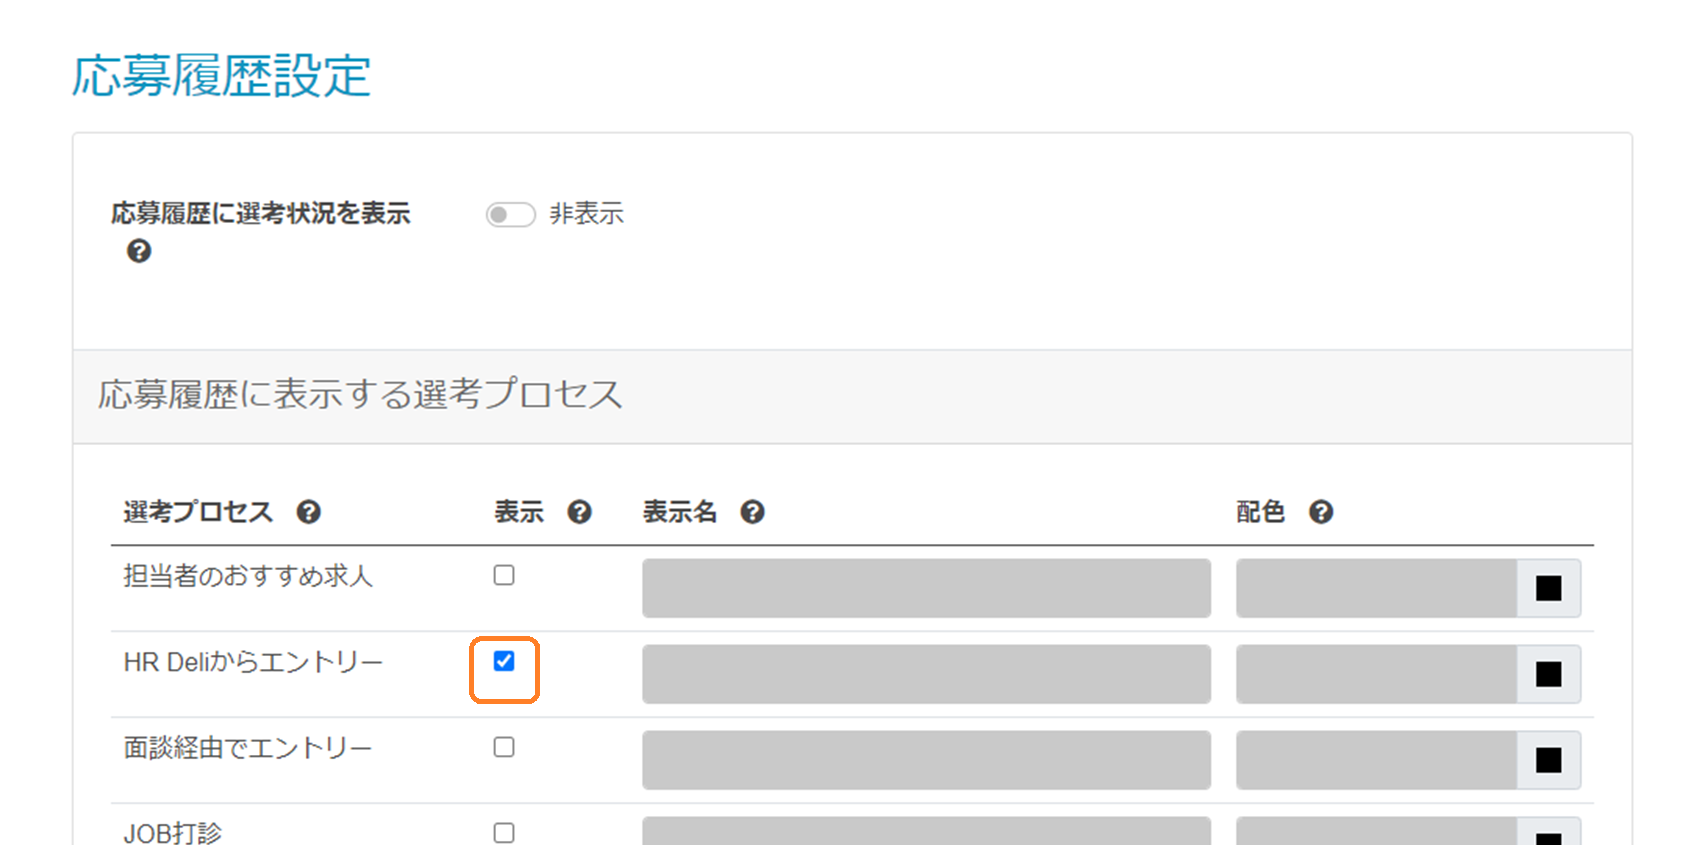 応募履歴設定
応募履歴に選考状況を表示 非表示
応募履歴に表示する選考プロセス
選考プロセス 表示 表示名 配色
担当者のおすすめ求人
HR Deliからエントリー
面談経由でエントリー
JOB打診